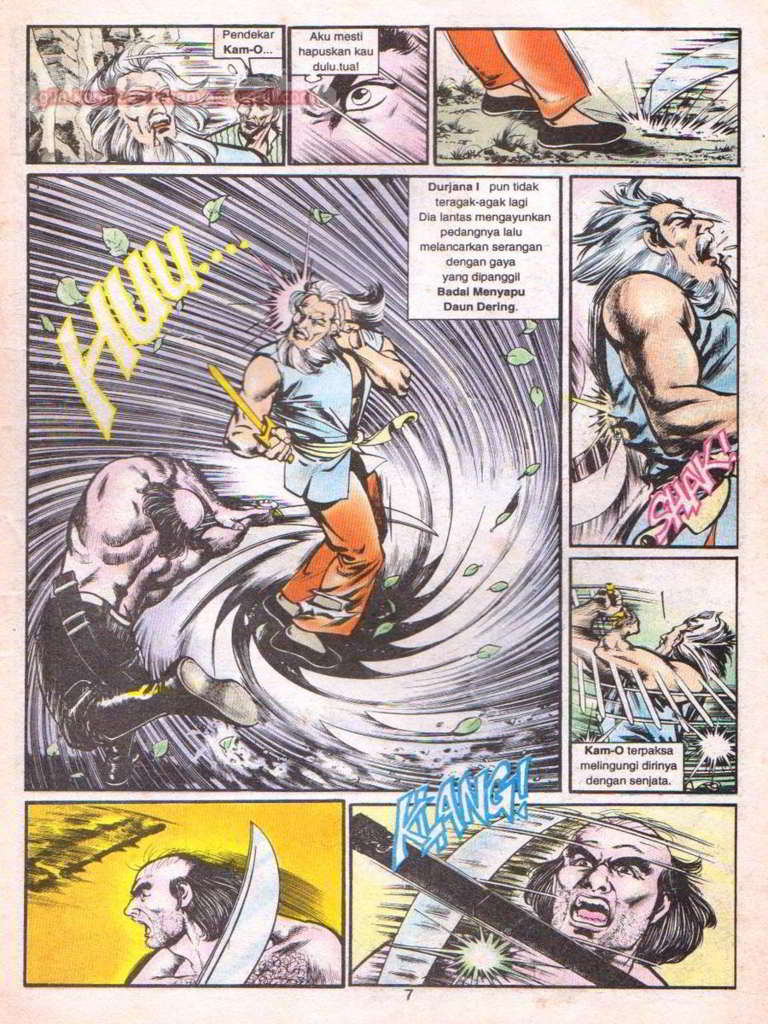 Pendekar
Kam-O...
Aku mesti
hapuskan kau
dulu.tua!
Durjana I pun tidak
teragak-agak lagi
Dia lantas mengayunkan
pedangnya lalu
melancarkan serangan
dengan gaya
yang dipanggil
Badai Menyapu
Daun Dering.
HUU....
SHAK!
Kam-O terpaksa
melingungi dirinya
dengan senjata.
KANG!
7